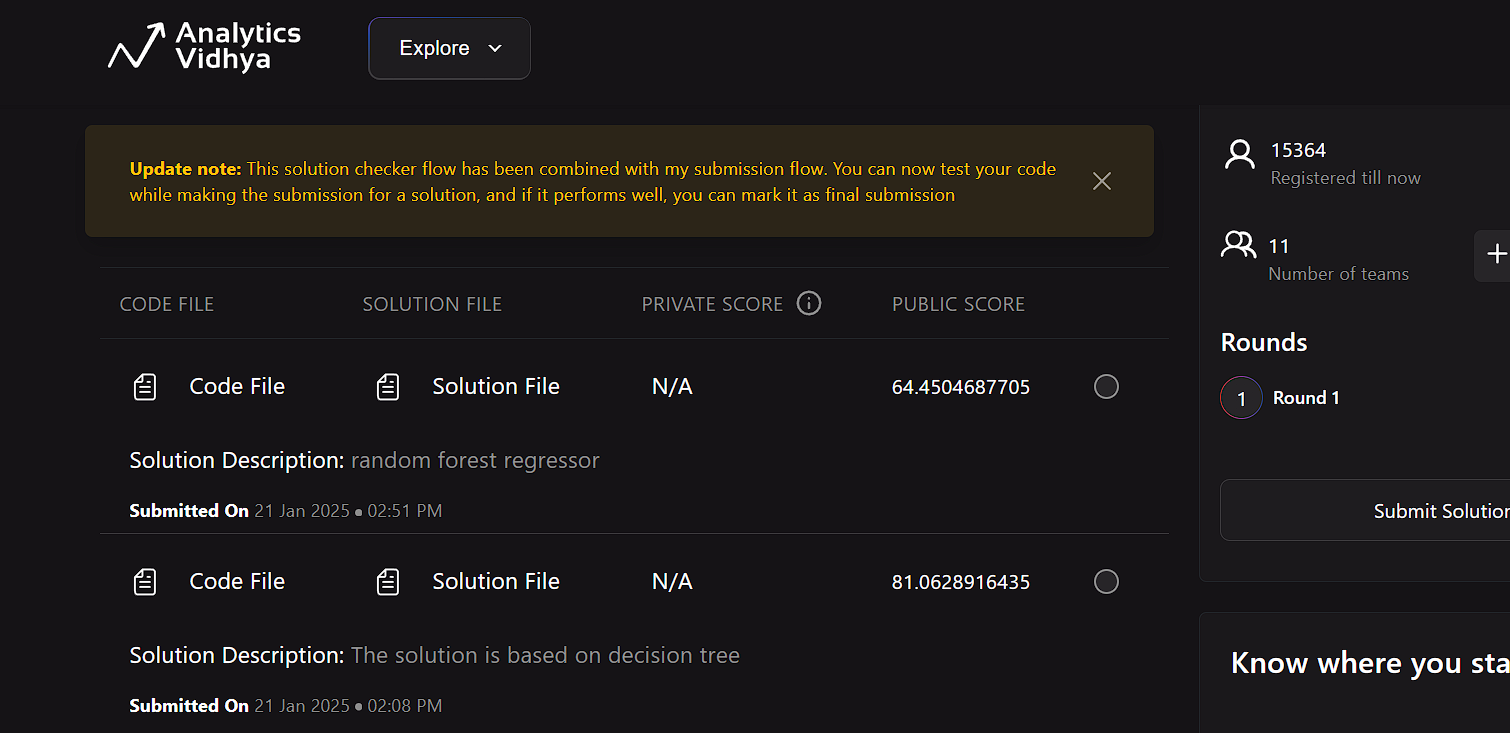 Analytics
Vidhya
Explore
Update note: This solution checker flow has been combined with my submission flow. You can now test your code
while making the submission for a solution, and if it performs well, you can mark it as final submission
CODE FILE SOLUTION FILE PRIVATE SCORE PUBLIC SCORE
Code File Solution File N/A 64.4504687705
Solution Description: random forest regressor
Submitted On 21 Jan 2025 • 02:51 PM
Code File Solution File N/A 81.0628916435
Solution Description: The solution is based on decision tree
Submitted On 21 Jan 2025 • 02:08 PM
15364
Registered till now
11
Number of teams
+
Rounds
1 Round 1
Submit Solution
Know where you sta